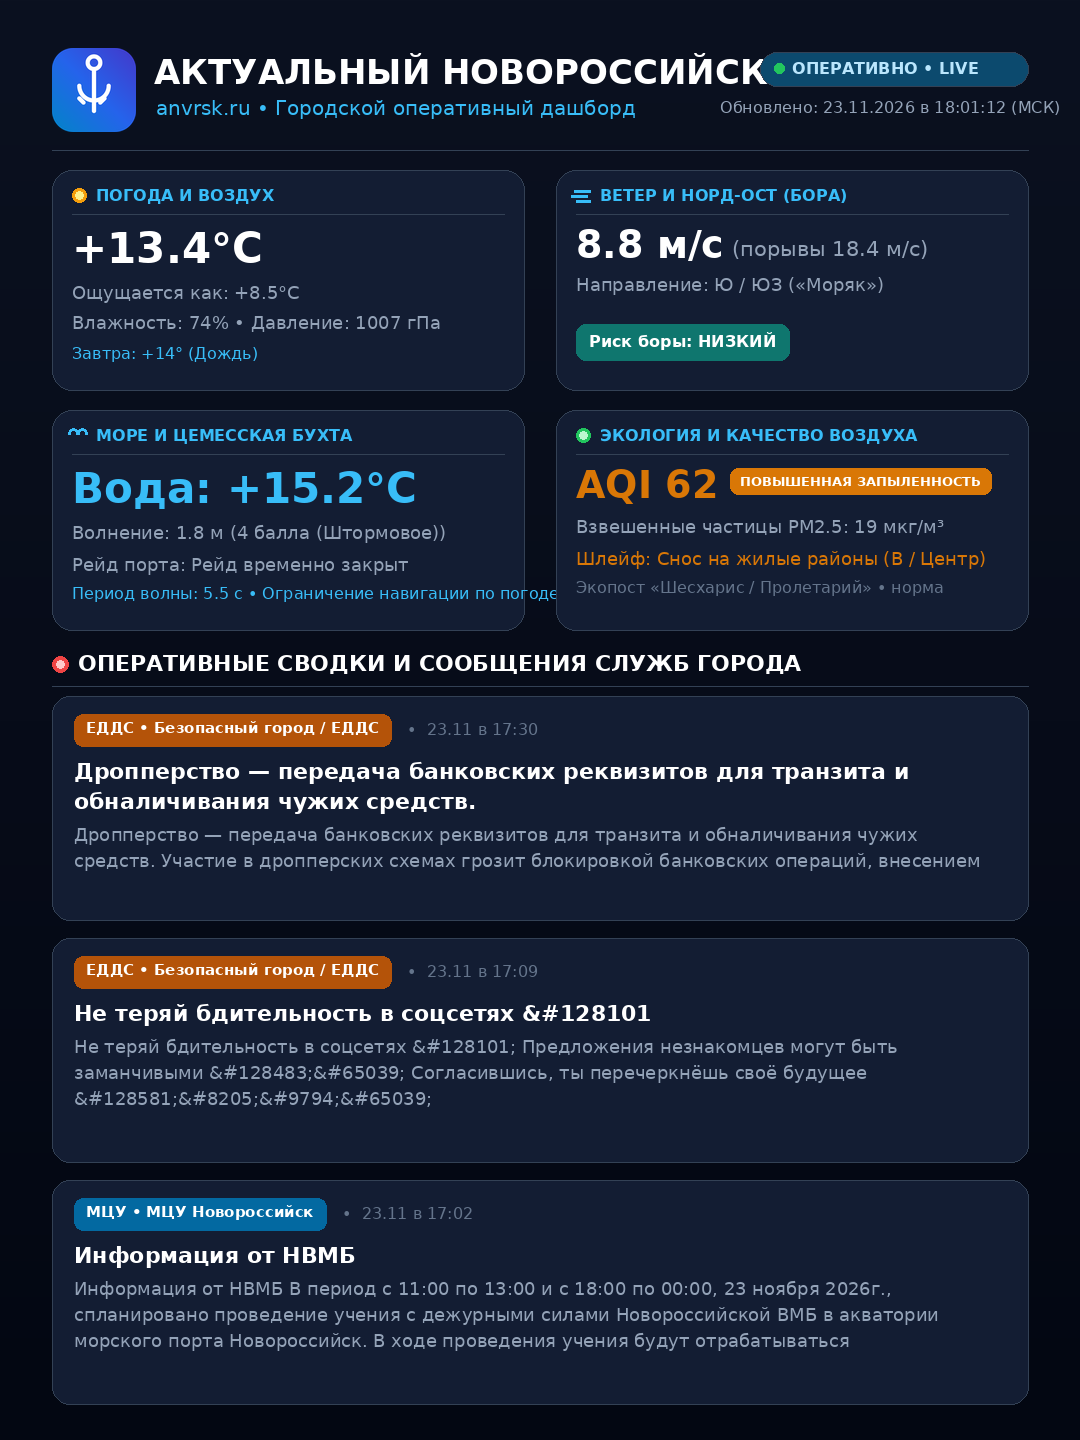 АКТУАЛЬНЫЙ НОВОРОССИЙСК
ОПЕРАТИВНО • LIVE
anvrsk.ru • Городской оперативный дашборд
Обновлено: 23.11.2026 в 18:01:12 (МСК)
ПОГОДА И ВОЗДУХ
+13.4°C
Ощущается как: +8.5°C
Влажность: 74% • Давление: 1007 гПа
Завтра: +14° (Дождь)
ВЕТЕР И НОРД-ОСТ (БОРА)
8.8 м/с (порывы 18.4 м/с)
Направление: Ю / ЮЗ («Моряк»)
Риск боры: НИЗКИЙ
МОРЕ И ЦЕМЕССКАЯ БУХТА
Вода: +15.2°C
Волнение: 1.8 м (4 балла (Штормовое))
Рейд порта: Рейд временно закрыт
Период волны: 5.5 с • Ограничение навигации по погоде
ЭКОЛОГИЯ И КАЧЕСТВО ВОЗДУХА
AQI 62 ПОВЫШЕННАЯ ЗАПЫЛЕННОСТЬ
Взвешенные частицы PM2.5: 19 мкг/м³
Шлейф: Снос на жилые районы (В / Центр)
Экопост «Шесхарис / Пролетарий» • норма
ОПЕРАТИВНЫЕ СВОДКИ И СООБЩЕНИЯ СЛУЖБ ГОРОДА
ЕДДС • Безопасный город / ЕДДС • 23.11 в 17:30
Дропперство — передача банковских реквизитов для транзита и
обналичивания чужих средств.
Дропперство — передача банковских реквизитов для транзита и обналичивания чужих
средств. Участие в дропперских схемах грозит блокировкой банковских операций, внесением
ЕДДС • Безопасный город / ЕДДС • 23.11 в 17:09
Не теряй бдительность в соцсетях &#128101
Не теряй бдительность в соцсетях &#128101; Предложения незнакомцев могут быть
заманчивыми &#128483;&#65039; Согласившись, ты перечеркнёшь своё будущее
&#128581;&#8205;&#9794;&#65039;
МЦУ • МЦУ Новороссийск • 23.11 в 17:02
Информация от НВМБ
Информация от НВМБ В период с 11:00 по 13:00 и с 18:00 по 00:00, 23 ноября 2026г.,
спланировано проведение учения с дежурными силами Новороссийской ВМБ в акватории
морского порта Новороссийск. В ходе проведения учения будут отрабатываться